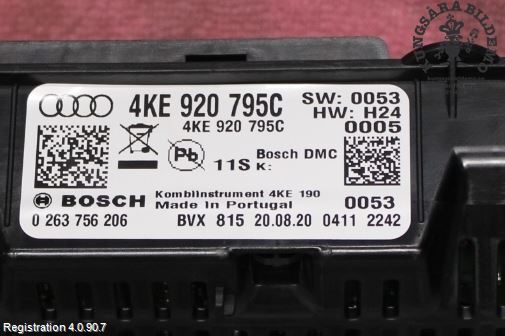 KUNGSÅRA BILDEMO
4KE 920 795C
SW: 0053
HW: H24
4KE 920 795C
0005
Pb
11S
Bosch DMC
K:
BOSCH
Kombiinstrument 4KE 190
Made in Portugal
0053
0 263 756 206
BVX 815 20.08.20 0411 2242
Registration 4.0.90.7